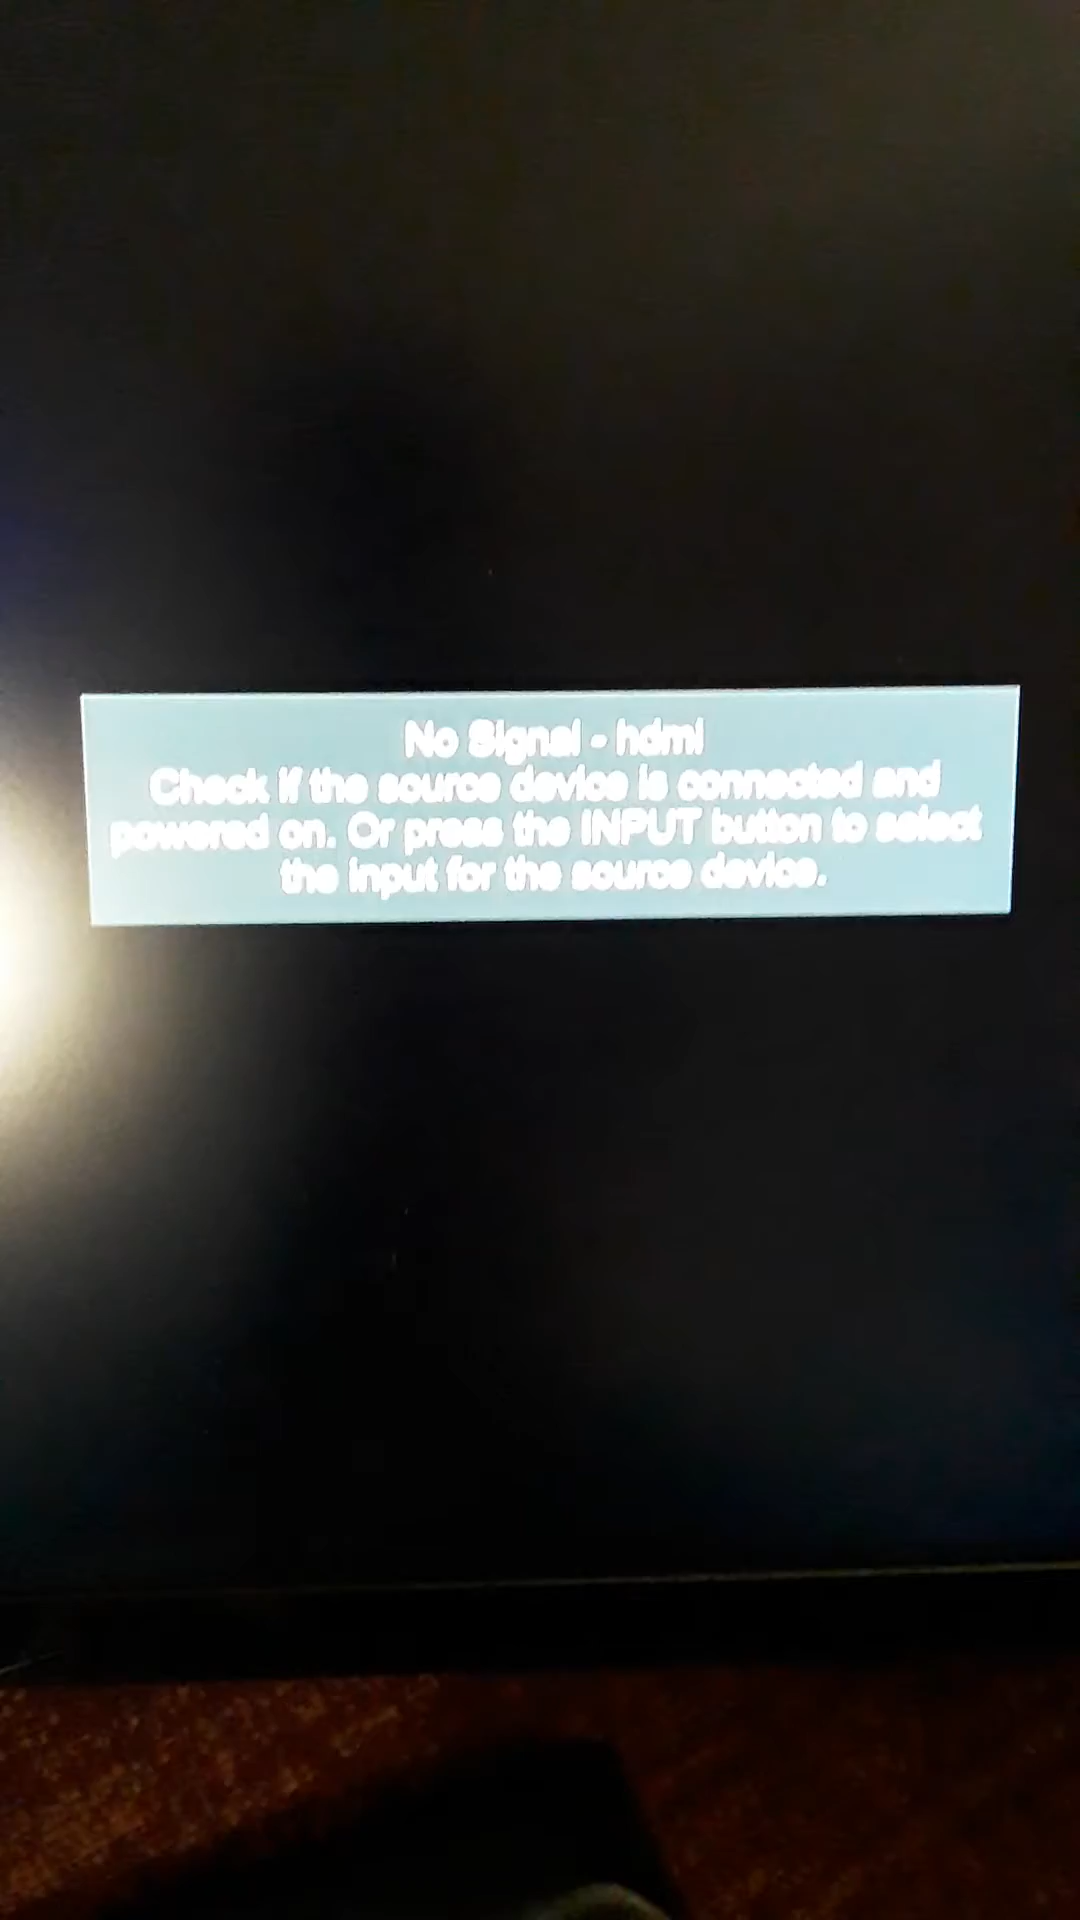 No Signal - hdmi
Check if the source device is connected and
powered on. Or press the INPUT button to select
the input for the source device.